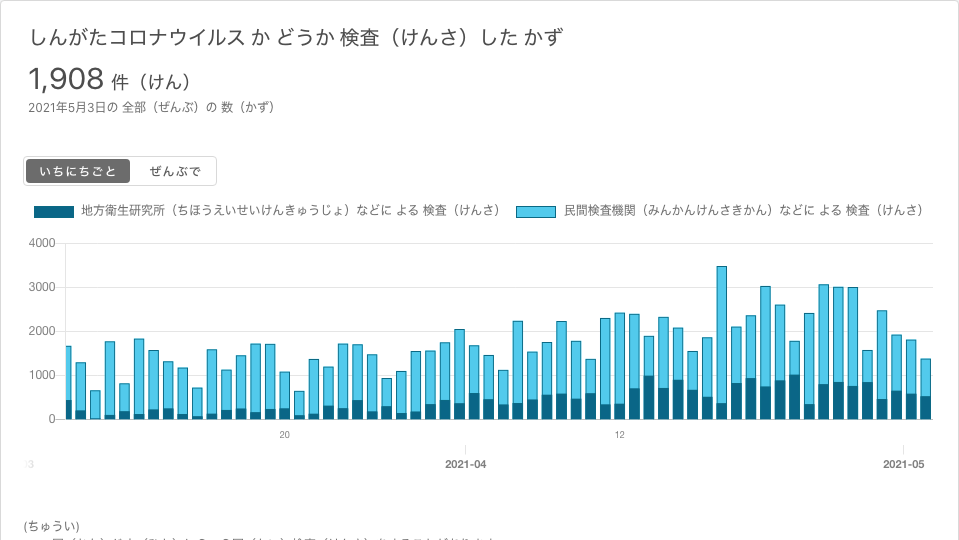 しんがたコロナウイルス か どうか 検査（けんさ）した かず
1,908 件（けん）
2021年5月3日の 全部（ぜんぶ）の 数（かず）
いちにちごと ぜんぶで
地方衛生研究所（ちほうえいせいけんきゅうじょ）などに よる 検査（けんさ） 民間検査機関（みんかんけんさきかん）などに よる 検査（けんさ）
4000
3000
2000
1000
0
20 12
3 2021-04 2021-05
(ちゅうい)